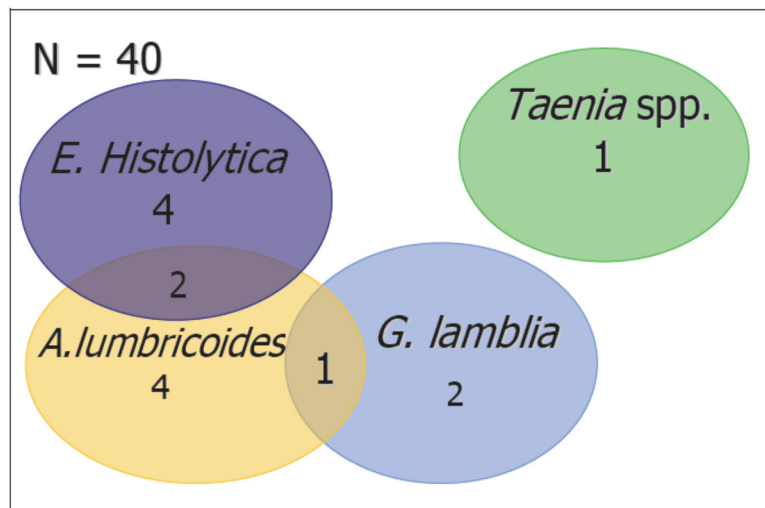 N = 40
Taenia spp.
1
E. Histolytica
4
2
A.lumbricoides
4
1
G. lamblia
2